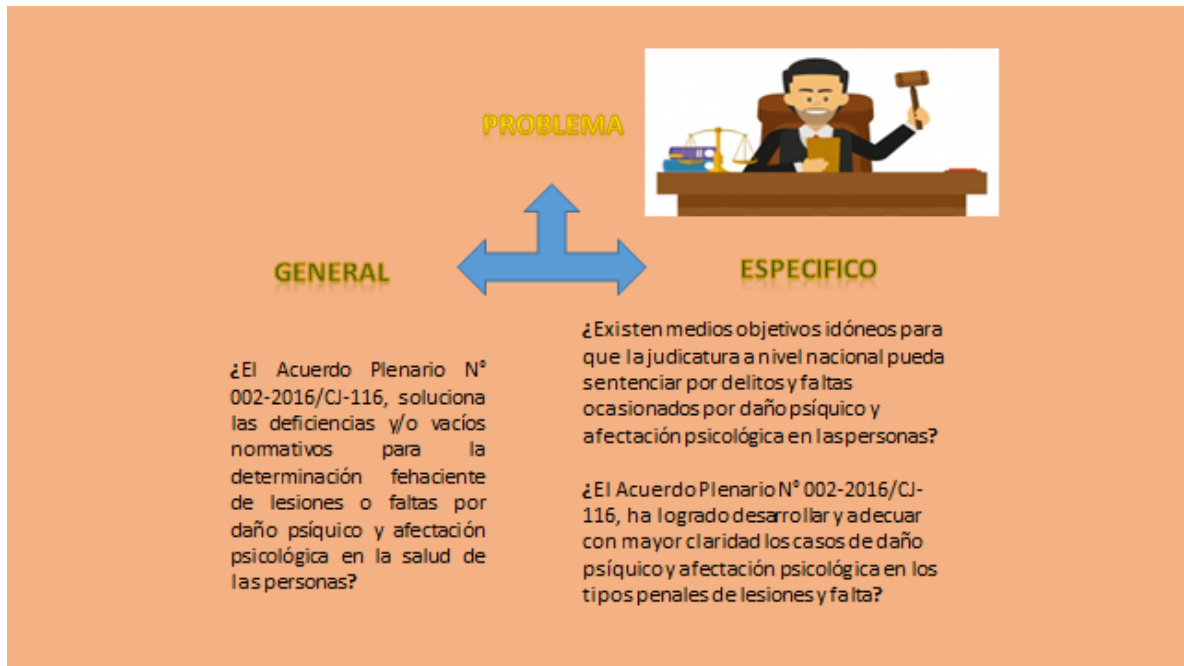 PROBLEMA
GENERAL
¿El Acuerdo Plenario N°
002-2016/CJ-116, soluciona
las deficiencias y/o vacíos
normativos para la
determinación fehaciente
de lesiones o faltas por
daño psíquico y afectación
psicológica en la salud de
las personas?
ESPECIFICO
¿Existen medios objetivos idóneos para
que la judicatura a nivel nacional pueda
sentenciar por delitos y faltas
ocasionados por daño psíquico y
afectación psicológica en las personas?
¿El Acuerdo Plenario N° 002-2016/CJ-
116, ha logrado desarrollar y adecuar
con mayor claridad los casos de daño
psíquico y afectación psicológica en los
tipos penales de lesiones y falta?